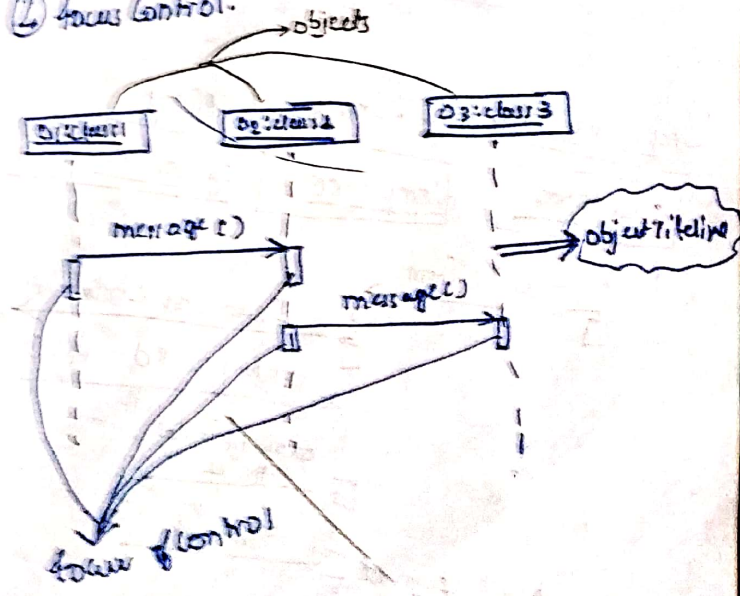 ② focus Control.
objects
O1:Class1
O2:class2
O3:class3
message()
object lifeline
message()
focus of control